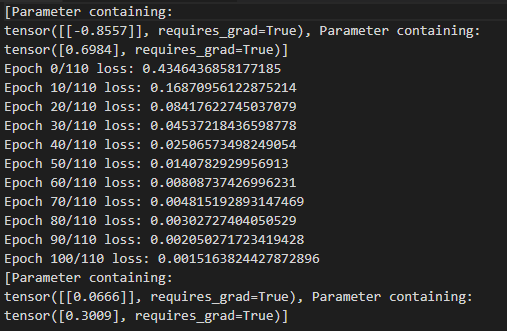 [Parameter containing:
tensor([[-0.8557]], requires_grad=True), Parameter containing:
tensor([0.6984], requires_grad=True)]
Epoch 0/110 loss: 0.4346436858177185
Epoch 10/110 loss: 0.16870956122875214
Epoch 20/110 loss: 0.08417622745037079
Epoch 30/110 loss: 0.04537218436598778
Epoch 40/110 loss: 0.02506573498249054
Epoch 50/110 loss: 0.0140782929956913
Epoch 60/110 loss: 0.00808737426996231
Epoch 70/110 loss: 0.004815192893147469
Epoch 80/110 loss: 0.00302727404050529
Epoch 90/110 loss: 0.002050271723419428
Epoch 100/110 loss: 0.0015163824427872896
[Parameter containing:
tensor([[0.0666]], requires_grad=True), Parameter containing:
tensor([0.3009], requires_grad=True)]